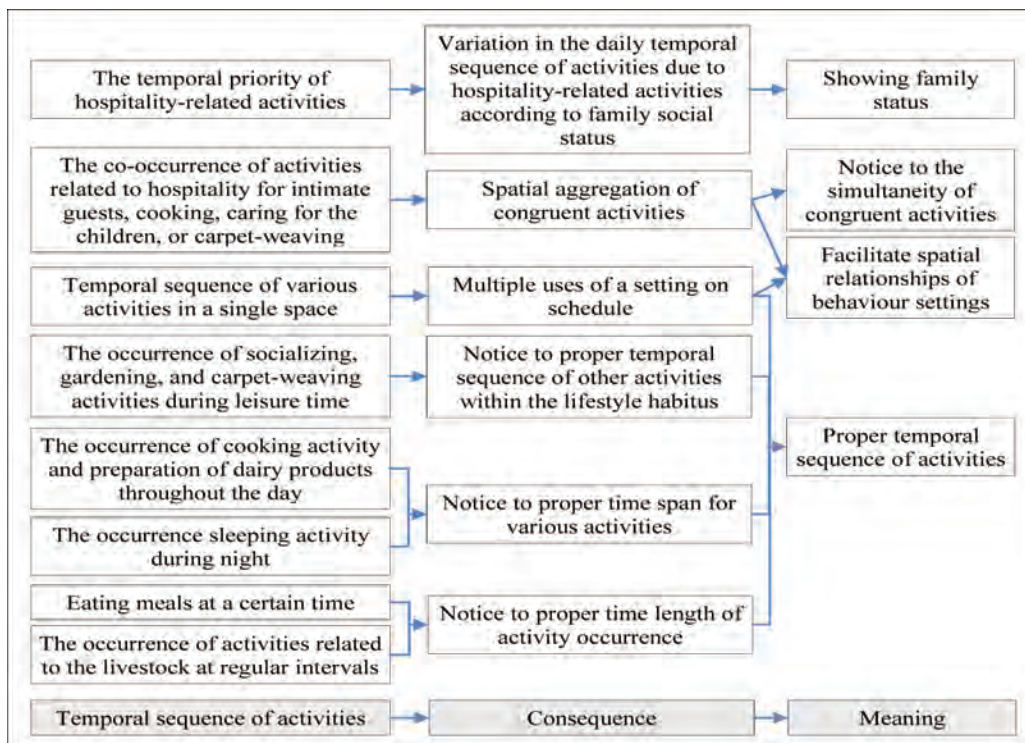 The temporal priority of
hospitality-related activities
Variation in the daily temporal
sequence of activities due to
hospitality-related activities
according to family social
status
Showing family
status
The co-occurrence of activities
related to hospitality for intimate
guests, cooking, caring for the
children, or carpet-weaving
Spatial aggregation of
congruent activities
Notice to the
simultaneity of
congruent activities
Facilitate spatial
relationships of
behaviour settings
Temporal sequence of various
activities in a single space
Multiple uses of a setting on
schedule
The occurrence of socializing,
gardening, and carpet-weaving
activities during leisure time
Notice to proper temporal
sequence of other activities
within the lifestyle habitus
Proper temporal
sequence of activities
The occurrence of cooking activity
and preparation of dairy products
throughout the day
The occurrence sleeping activity
during night
Notice to proper time span for
various activities
Eating meals at a certain time
The occurrence of activities related
to the livestock at regular intervals
Notice to proper time length of
activity occurrence
Temporal sequence of activities
Consequence
Meaning